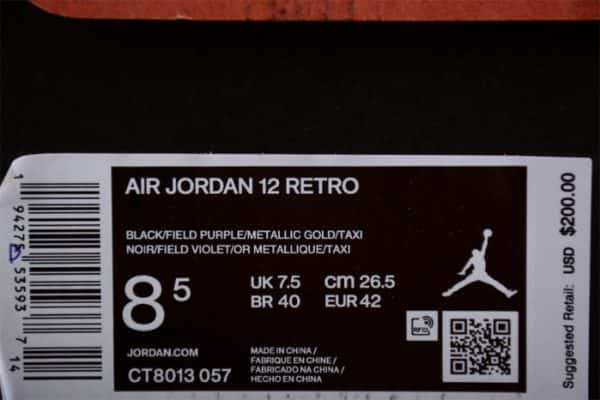 AIR JORDAN 12 RETRO
BLACK/FIELD PURPLE/METALLIC GOLD/TAXI
NOIR/FIELD VIOLET/OR METALLIQUE/TAXI
8 5
UK 7.5 cm 26.5
BR 40 EUR 42
RFID
JORDAN.COM
CT8013 057
MADE IN CHINA /
FABRIQUE EN CHINE /
FABRICADO NA CHINA /
HECHO EN CHINA
Suggested Retail: USD $200.00